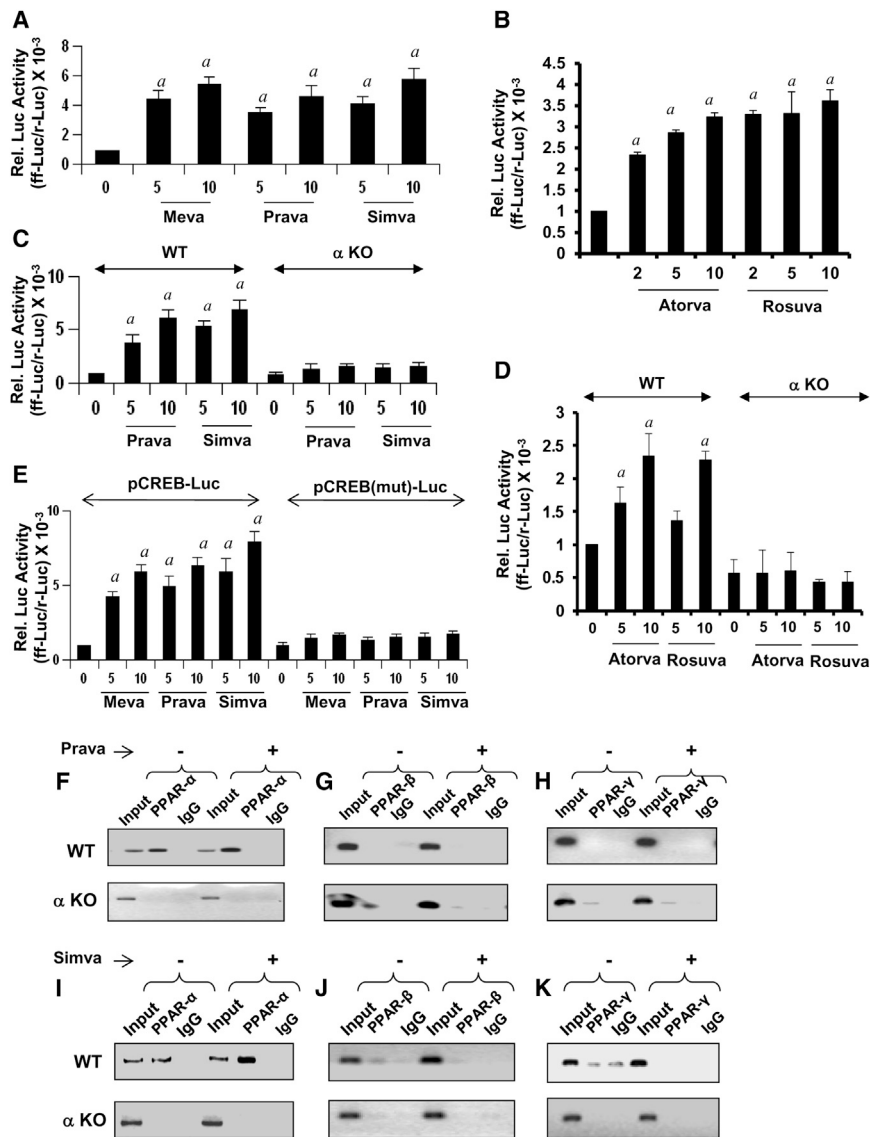 A
Rel. Luc Activity
(ff-Luc/r-Luc) X 10-3
8
6
4
2
0
a a a a a a
0 5 10 5 10 5 10
Meva Prava Simva
B
Rel. Luc Activity
(ff-Luc/r-Luc) X 10-3
4.5
4
3.5
3
2.5
2
1.5
1
0.5
0
a a a a a a
2 5 10 2 5 10
Atorva Rosuva
C
WT α KO
Rel. Luc Activity
(ff-Luc/r-Luc) X 10-3
10
5
0
a a a a
0 5 10 5 10 0 5 10 5 10
Prava Simva Prava Simva
D
WT α KO
Rel. Luc Activity
(ff-Luc/r-Luc) X 10-3
3
2.5
2
1.5
1
0.5
0
a a a
0 5 10 5 10 0 5 10 5 10
Atorva Rosuva Atorva Rosuva
E
pCREB-Luc pCREB(mut)-Luc
Rel. Luc Activity
(ff-Luc/r-Luc) X 10-3
10
5
0
a a a a a a
0 5 10 5 10 5 10 0 5 10 5 10 5 10
Meva Prava Simva Meva Prava Simva
Prava → - + - + - +
F G H
Input PPAR-α IgG Input PPAR-α IgG
Input PPAR-β IgG Input PPAR-β IgG
Input PPAR-γ IgG Input PPAR-γ IgG
WT
α KO
Simva → - + - + - +
I J K
Input PPAR-α IgG Input PPAR-α IgG
Input PPAR-β IgG Input PPAR-β IgG
Input PPAR-γ IgG Input PPAR-γ IgG
WT
α KO